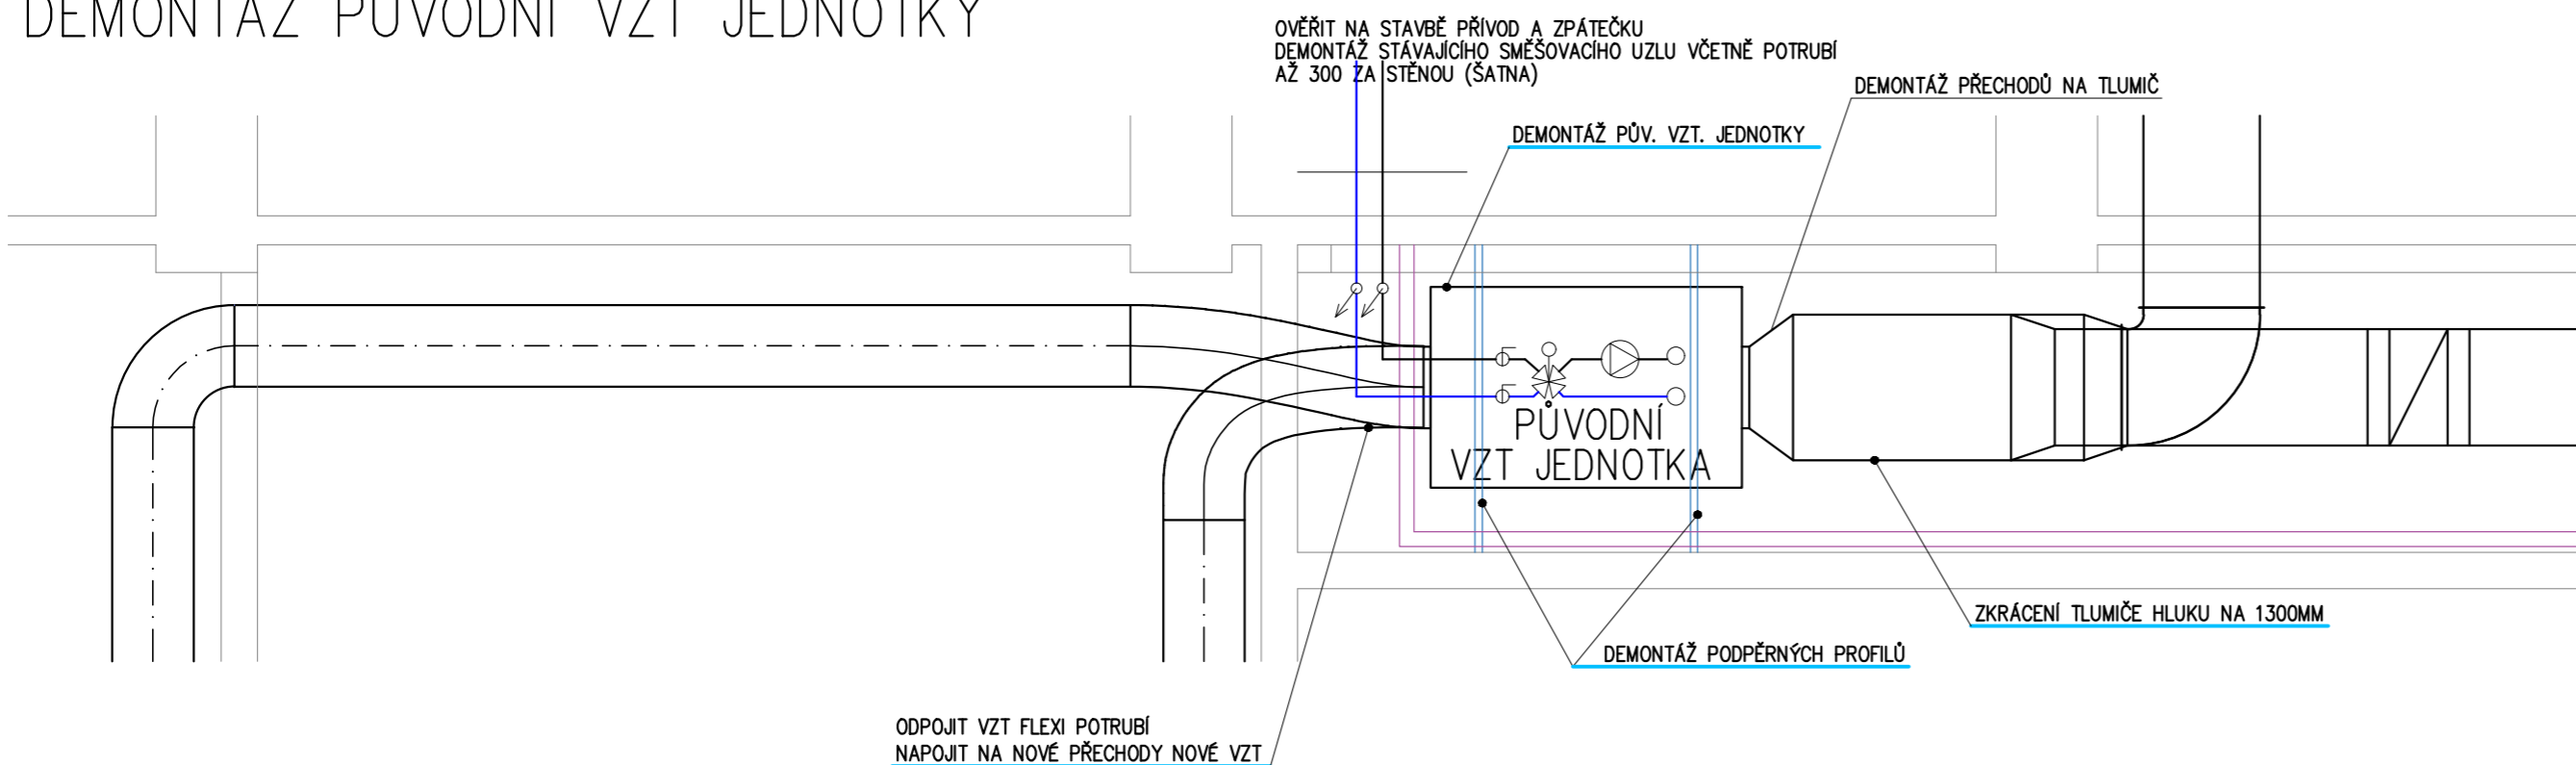 DEMONTÁŽ PŮVODNÍ VZT JEDNOTKY
OVĚŘIT NA STAVBĚ PŘÍVOD A ZPÁTEČKU
DEMONTÁŽ STÁVAJÍCÍHO SMĚŠOVACÍHO UZLU VČETNĚ POTRUBÍ
AŽ 300 ZA STĚNOU (ŠATNA)
DEMONTÁŽ PŘECHODŮ NA TLUMIČ
DEMONTÁŽ PŮV. VZT. JEDNOTKY
PŮVODNÍ
VZT JEDNOTKA
ZKRÁCENÍ TLUMIČE HLUKU NA 1300MM
DEMONTÁŽ PODPĚRNÝCH PROFILŮ
ODPOJIT VZT FLEXI POTRUBÍ
NAPOJIT NA NOVÉ PŘECHODY NOVÉ VZT